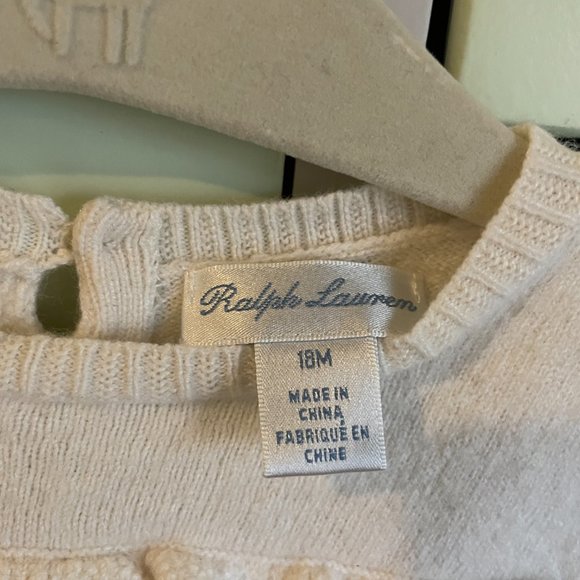 Ralph Lauren
18M
MADE IN
CHINA
FABRIQUÉ EN
CHINE